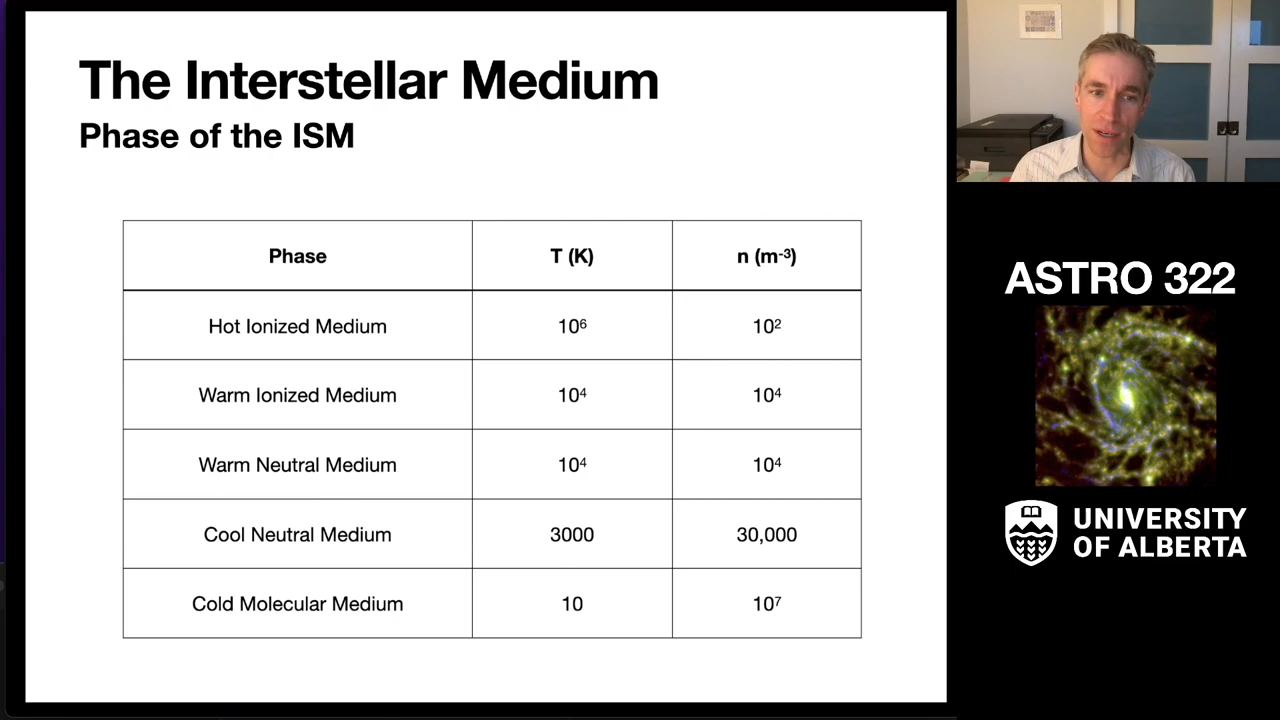 The Interstellar Medium
Phase of the ISM
Phase T (K) n (m⁻³)
Hot Ionized Medium 10⁶ 10²
Warm Ionized Medium 10⁴ 10⁴
Warm Neutral Medium 10⁴ 10⁴
Cool Neutral Medium 3000 30,000
Cold Molecular Medium 10 10⁷
ASTRO 322
UNIVERSITY
OF ALBERTA